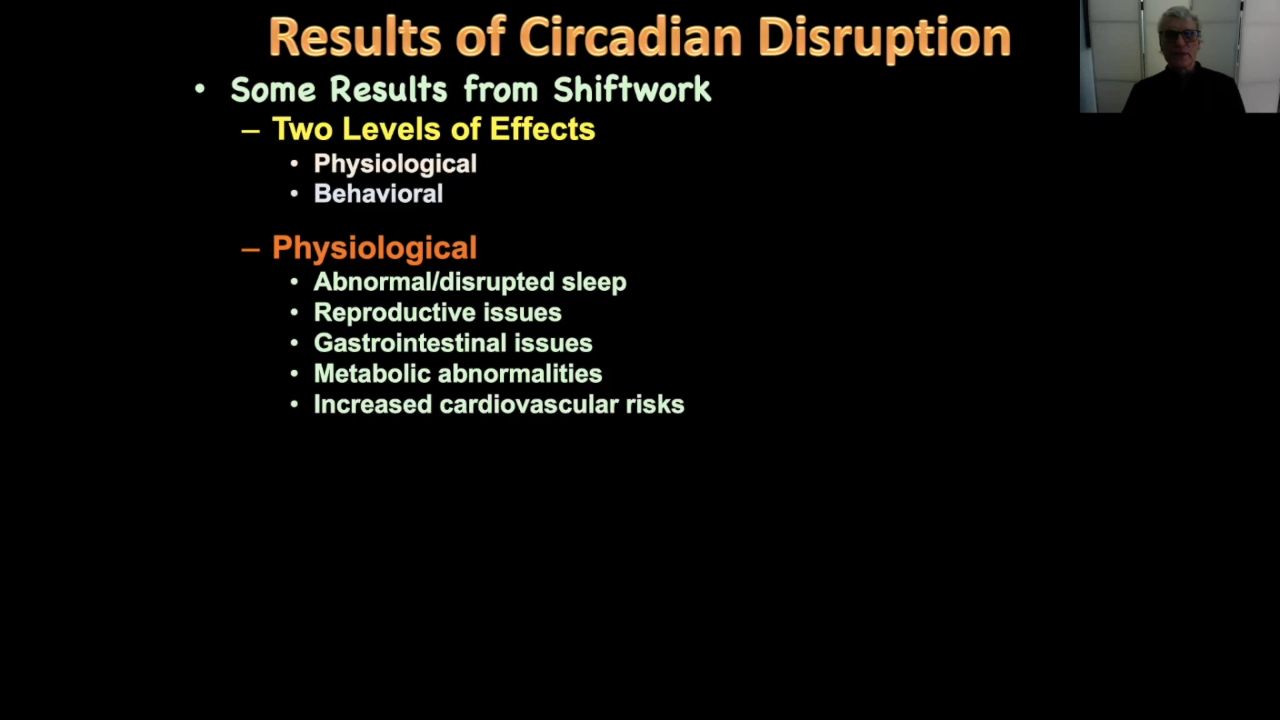 Results of Circadian Disruption
• Some Results from Shiftwork
– Two Levels of Effects
• Physiological
• Behavioral
– Physiological
• Abnormal/disrupted sleep
• Reproductive issues
• Gastrointestinal issues
• Metabolic abnormalities
• Increased cardiovascular risks